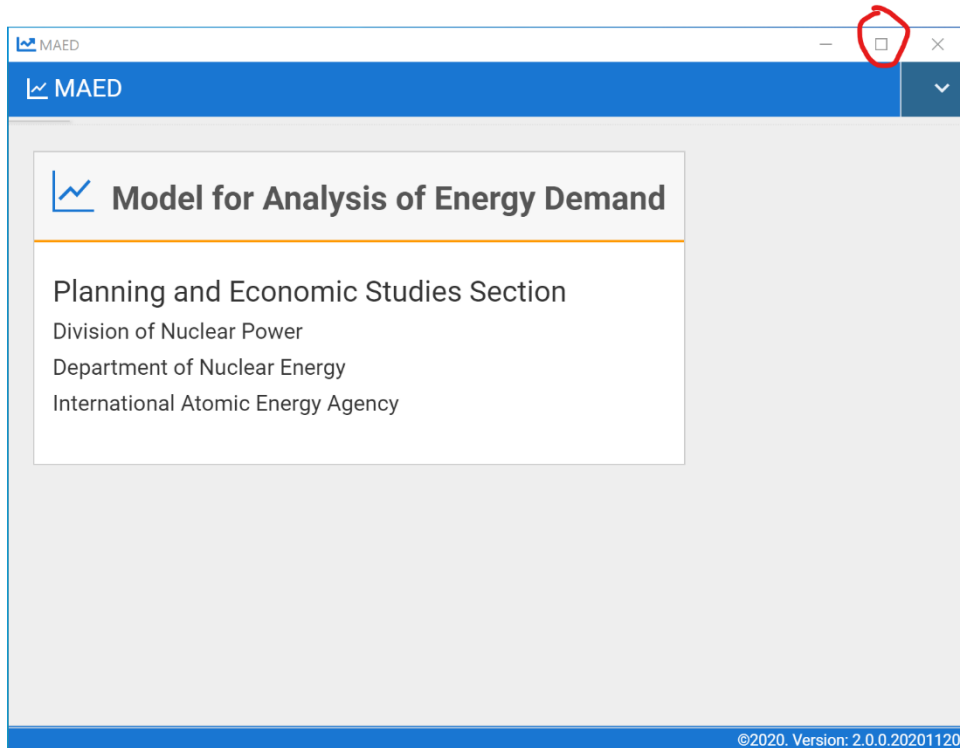 MAED
MAED
Model for Analysis of Energy Demand
Planning and Economic Studies Section
Division of Nuclear Power
Department of Nuclear Energy
International Atomic Energy Agency
©2020. Version: 2.0.0.20201120